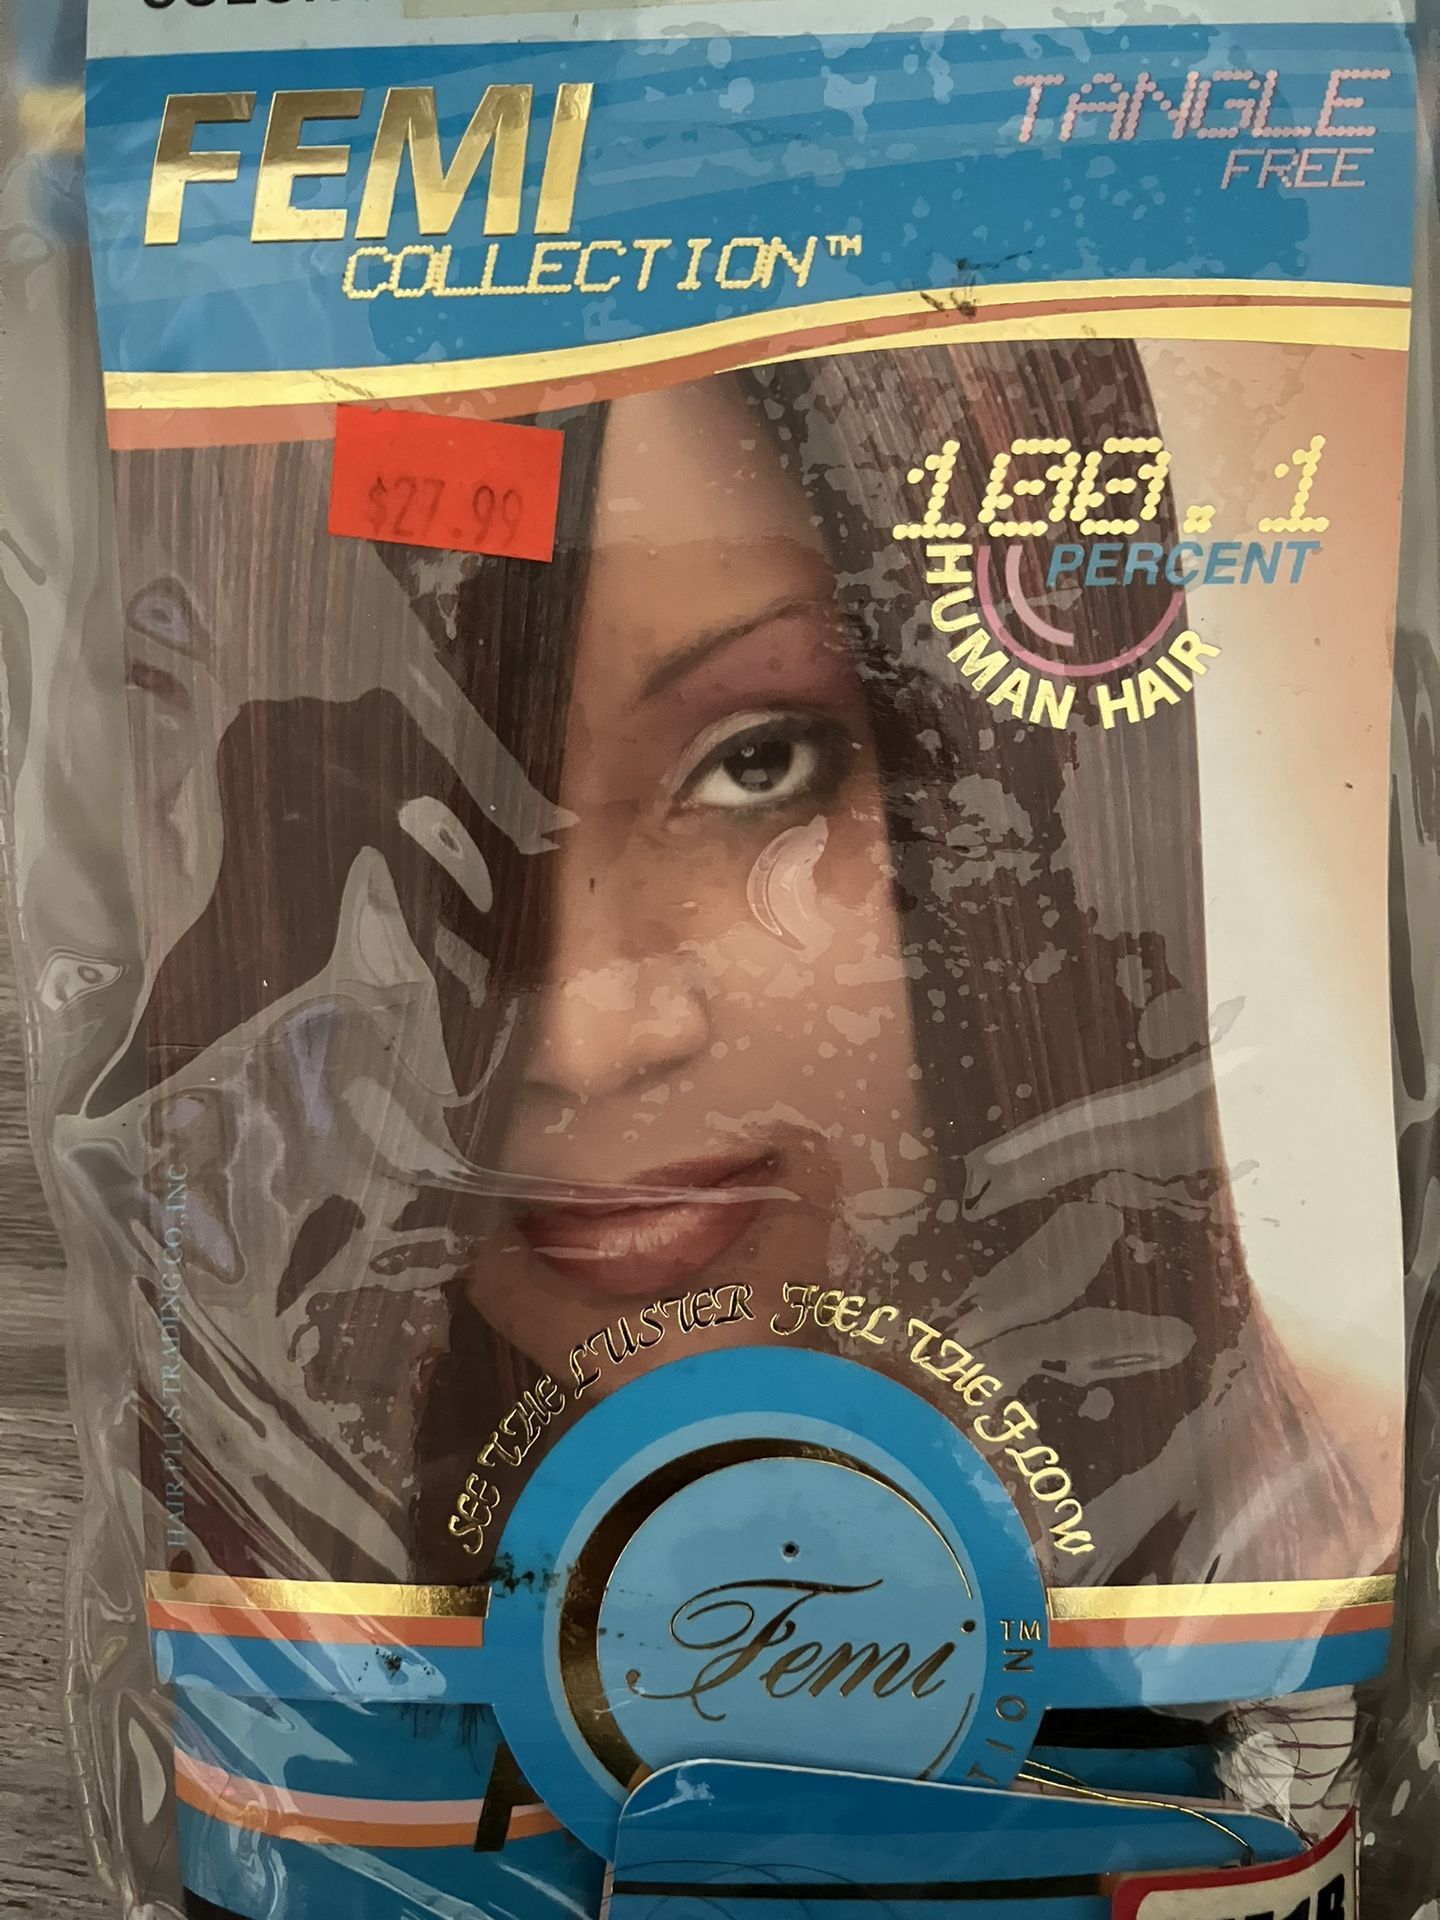 FEMI
COLLECTION™
TANGLE
FREE
$27.99
100.1
PERCENT
HUMAN HAIR
HAIR PLUS TRADING CO., INC
SEE THE LUSTER FEEL THE FLOW
Femi
TM